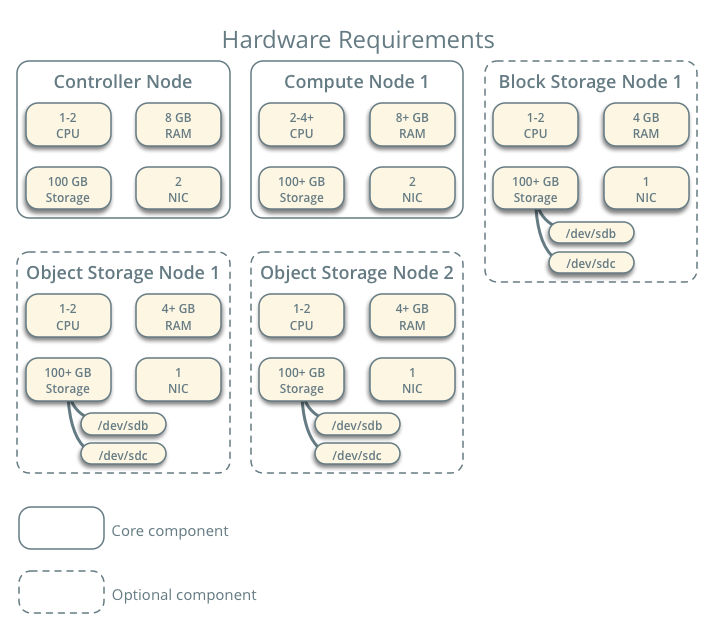 Hardware Requirements
Controller Node
1-2
CPU
8 GB
RAM
100 GB
Storage
2
NIC
Compute Node 1
2-4+
CPU
8+ GB
RAM
100+ GB
Storage
2
NIC
Block Storage Node 1
1-2
CPU
4 GB
RAM
100+ GB
Storage
1
NIC
/dev/sdb
/dev/sdc
Object Storage Node 1
1-2
CPU
4+ GB
RAM
100+ GB
Storage
1
NIC
/dev/sdb
/dev/sdc
Object Storage Node 2
1-2
CPU
4+ GB
RAM
100+ GB
Storage
1
NIC
/dev/sdb
/dev/sdc
Core component
Optional component